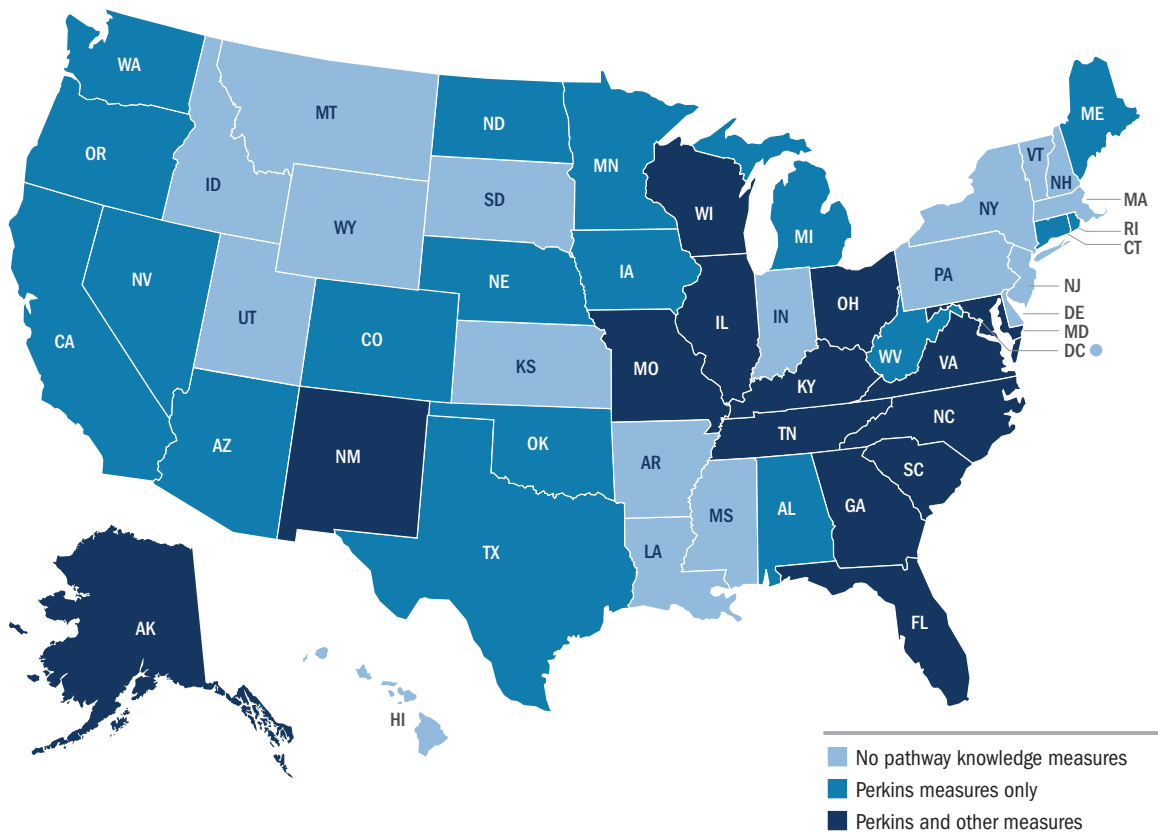 WA
MT
ND
ME
OR
MN
VT
ID
SD
NH
WI
MA
NY
WY
MI
RI
CT
IA
NV
NE
PA
NJ
OH
IN
DE
UT
IL
MD
CA
CO
DC
WV
VA
KS
MO
KY
NC
AZ
OK
TN
NM
AR
SC
GA
MS
AL
TX
LA
FL
AK
HI
No pathway knowledge measures
Perkins measures only
Perkins and other measures